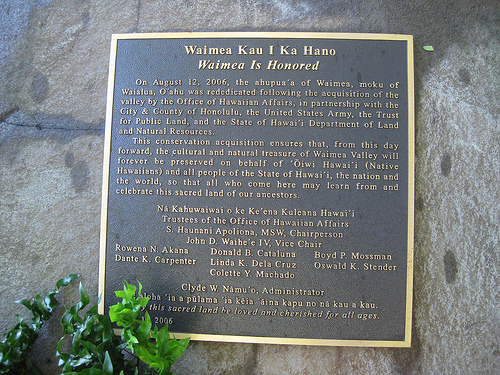 Waimea Kau I Ka Hano
Waimea Is Honored
On August 12, 2006, the ahupua'a of Waimea, moku of
Waialua, O'ahu was rededicated following the acquisition of the
valley by the Office of Hawaiian Affairs, in partnership with the
City & County of Honolulu, the United States Army, the Trust
for Public Land, and the State of Hawai'i Department of Land
and Natural Resources.
This conservation acquisition ensures that, from this day
forward, the cultural and natural treasure of Waimea Valley will
forever be preserved on behalf of 'Ōiwi Hawai'i (Native
Hawaiians) and all people of the State of Hawai'i, the nation and
the world, so that all who come here may learn from and
celebrate this sacred land of our ancestors.
Nā Kahuwaiwai o ke Ke'ena Kuleana Hawai'i
Trustees of the Office of Hawaiian Affairs
S. Haunani Apoliona, MSW, Chairperson
John D. Waihe'e IV, Vice Chair
Rowena N. Akana Donald B. Cataluna Boyd P. Mossman
Dante K. Carpenter Linda K. Dela Cruz Oswald K. Stender
Colette Y. Machado
Clyde W. Nāmu'o, Administrator
Aloha 'ia a pūlama 'ia kēia 'āina kapu no nā kau a kau.
this sacred land be loved and cherished for all ages.
2006